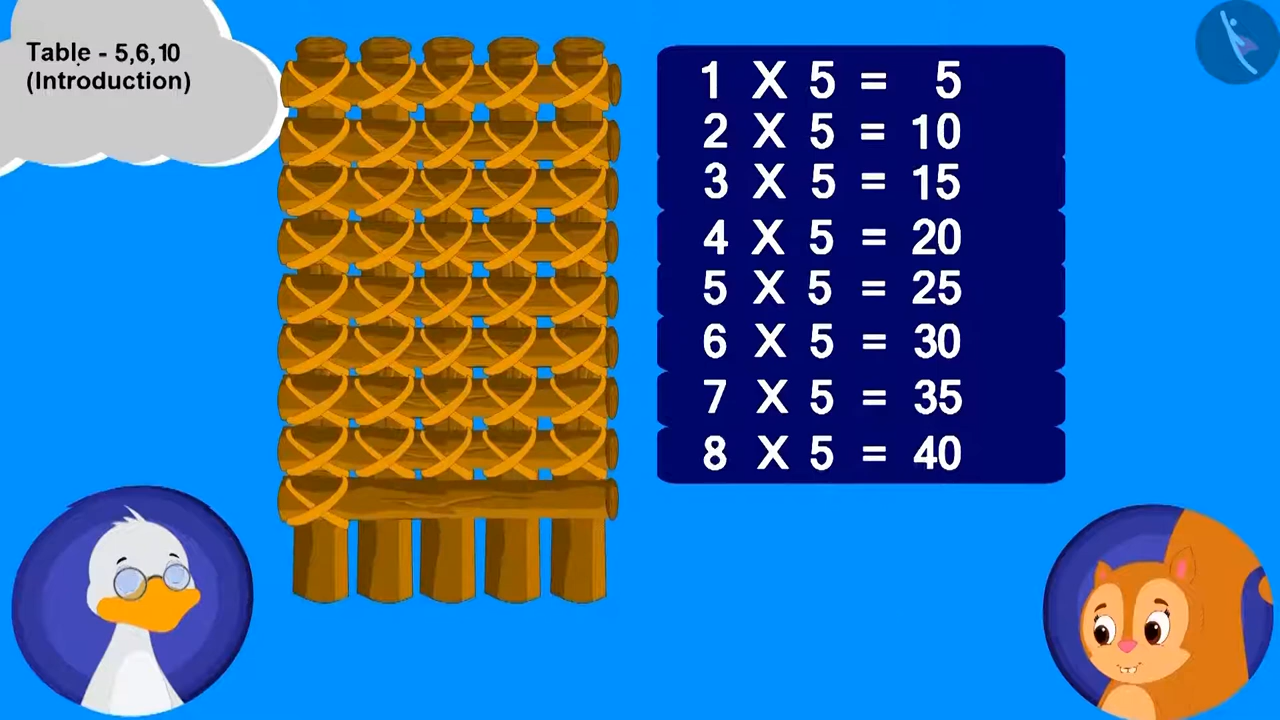 Table - 5,6,10
(Introduction)
1 X 5 = 5
2 X 5 = 10
3 X 5 = 15
4 X 5 = 20
5 X 5 = 25
6 X 5 = 30
7 X 5 = 35
8 X 5 = 40